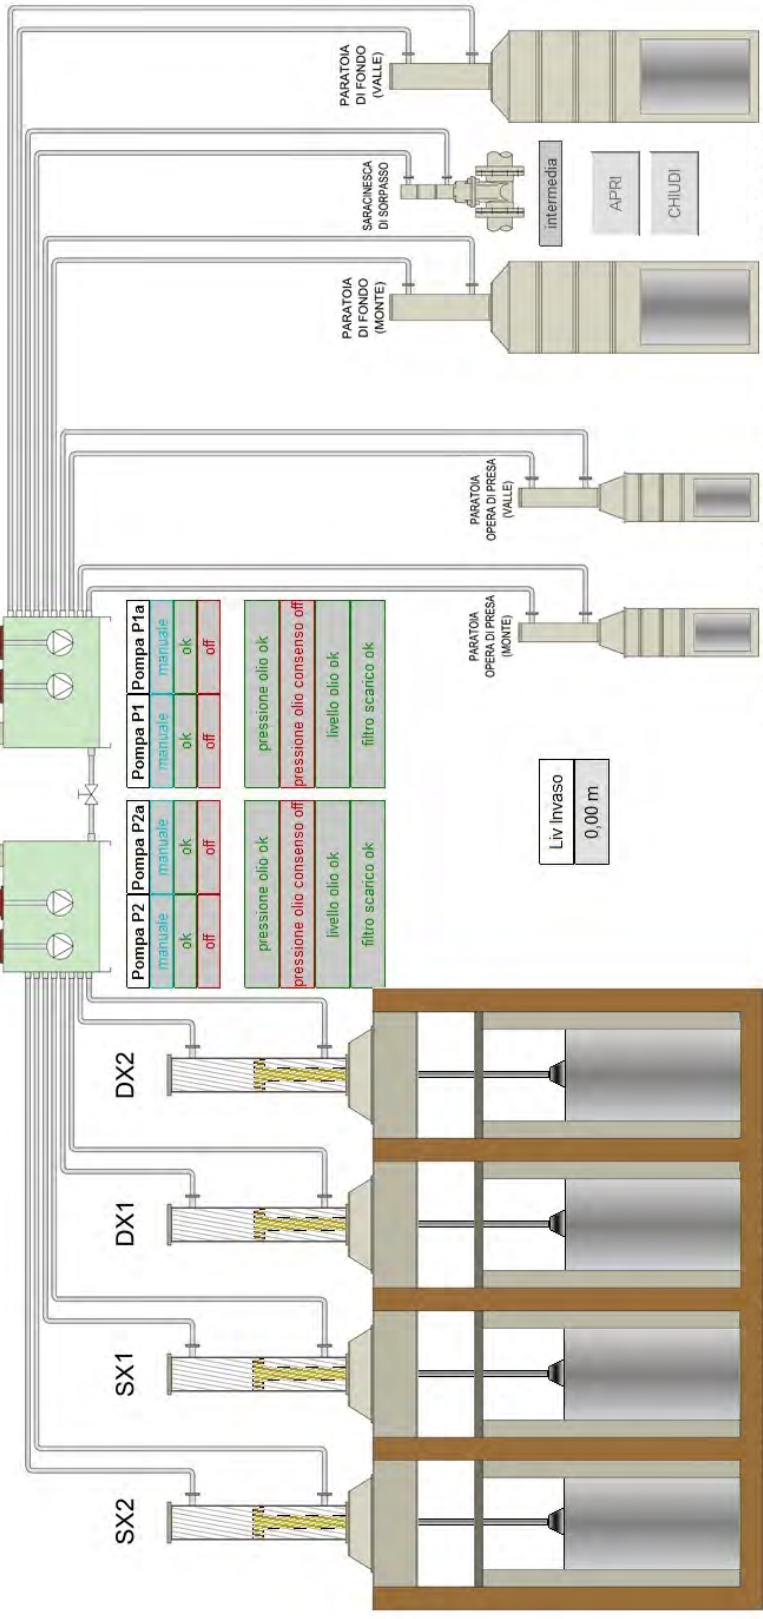 SX2
SX1
DX1
DX2
Pompa P2
Pompa P2a
manuale
manuale
ok
ok
off
off
pressione olio ok
pressione olio consenso off
livello olio ok
filtro scarico ok
Pompa P1
Pompa P1a
manuale
manuale
ok
ok
off
off
pressione olio ok
pressione olio consenso off
livello olio ok
filtro scarico ok
Liv Invaso
0,00 m
PARATOIA
OPERA DI PRESA
(MONTE)
PARATOIA
OPERA DI PRESA
(VALLE)
PARATOIA
DI FONDO
(MONTE)
SARACINESCA
DI SORPASSO
intermedia
APRI
CHIUDI
PARATOIA
DI FONDO
(VALLE)